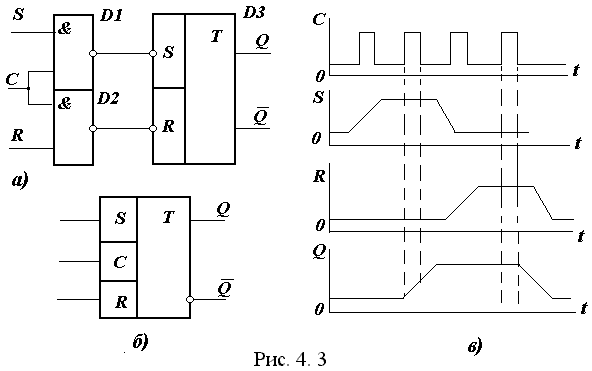 S & D1 D3
S T Q
C
& D2
R R Q̅
а)
S T Q
C
R Q̅
б)
C
0 t
S
0 t
R
0 t
Q
0 t
в)
Рис. 4. 3